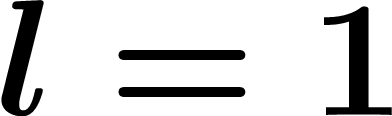 l = 1